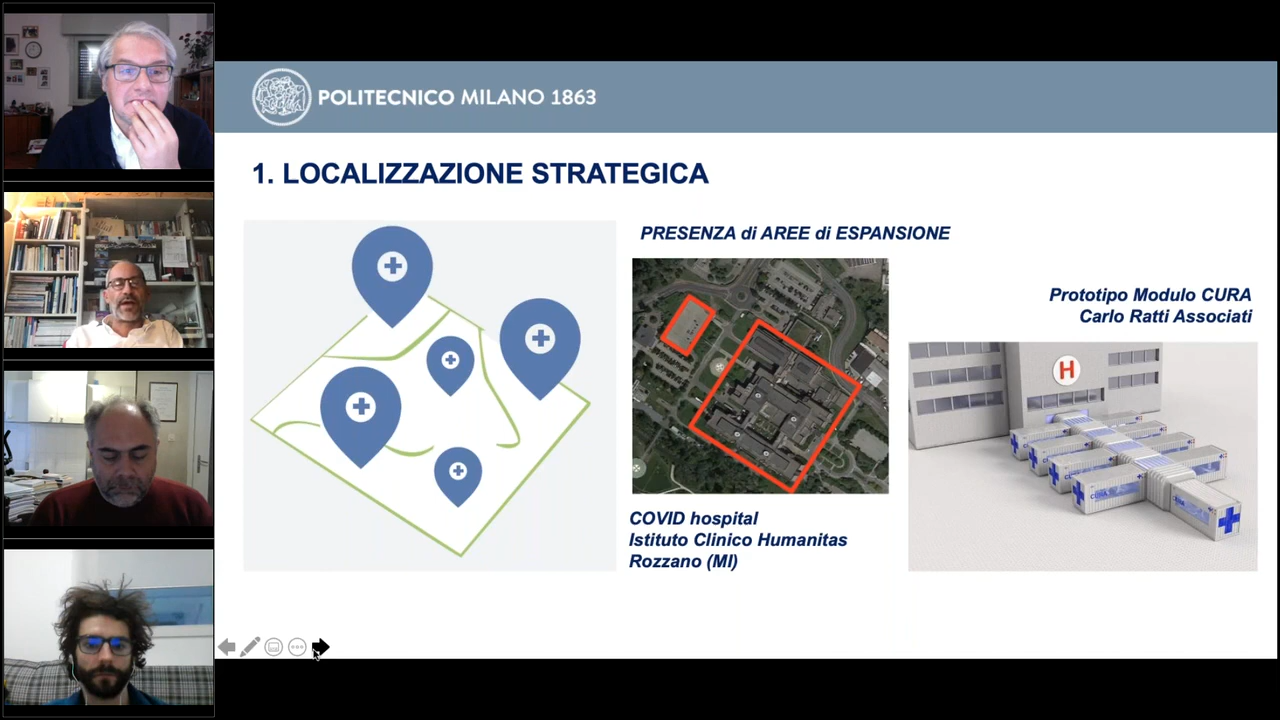 POLITECNICO MILANO 1863
1. LOCALIZZAZIONE STRATEGICA
PRESENZA di AREE di ESPANSIONE
Prototipo Modulo CURA
Carlo Ratti Associati
H
CURA
COVID hospital
Istituto Clinico Humanitas
Rozzano (MI)